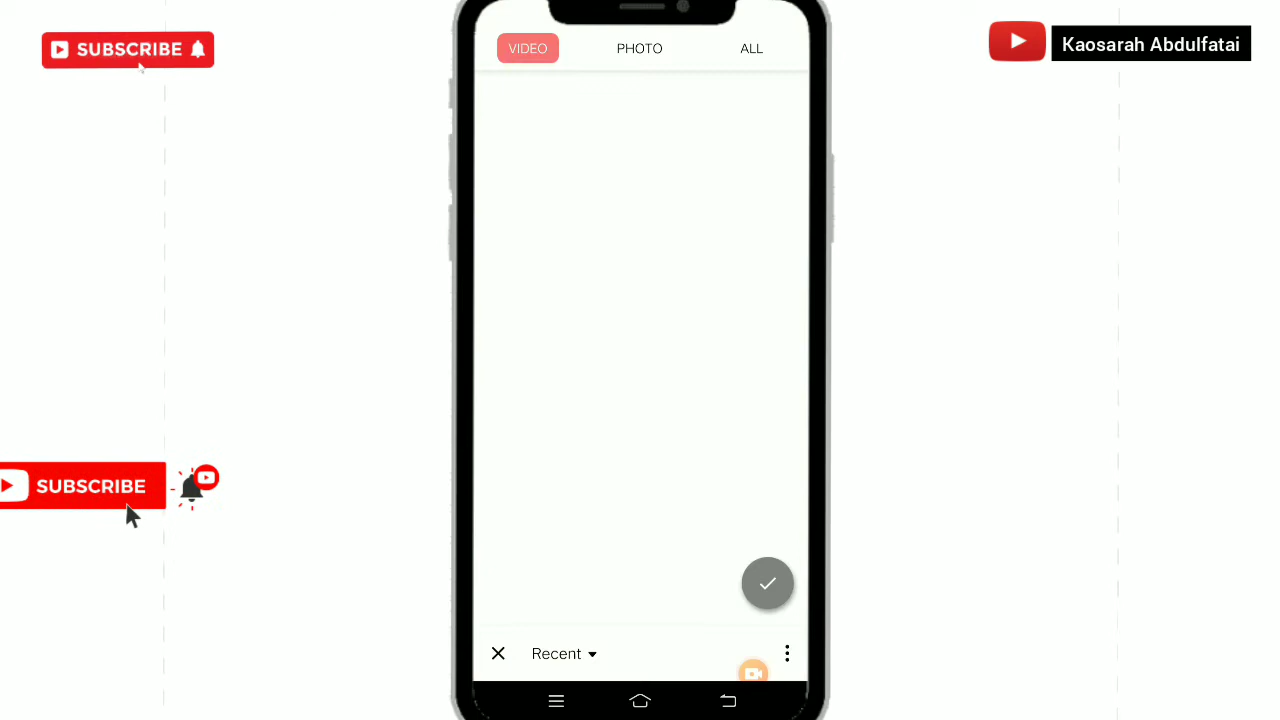 SUBSCRIBE
Kaosarah Abdulfatai
VIDEO
PHOTO
ALL
SUBSCRIBE
Recent